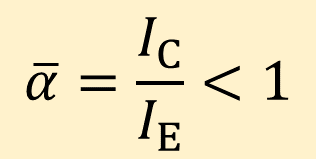 ᾱ = I_C / I_E < 1